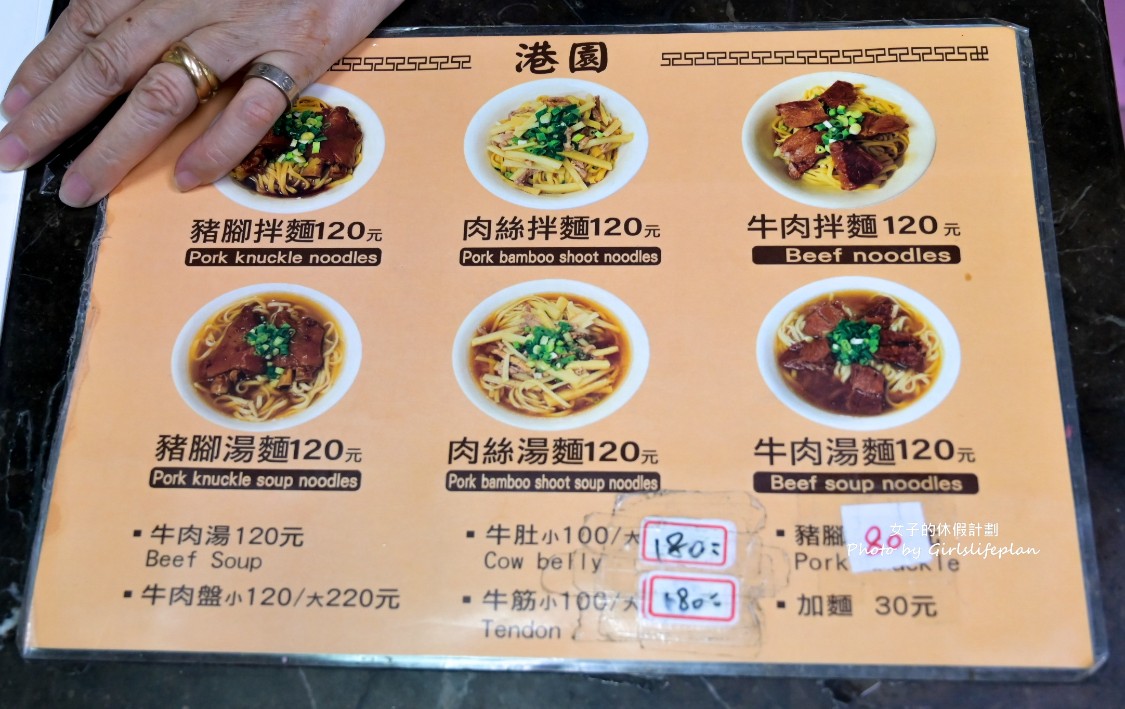 港園
豬腳拌麵120元
Pork knuckle noodles
肉絲拌麵120元
Pork bamboo shoot noodles
牛肉拌麵120元
Beef noodles
豬腳湯麵120元
Pork knuckle soup noodles
肉絲湯麵120元
Pork bamboo shoot soup noodles
牛肉湯麵120元
Beef soup noodles
牛肉湯120元
Beef Soup
牛肉盤小120/大220元
牛肚小100/大180元
Cow belly
牛筋小100/大180元
Tendon
豬腳 80
Pork
加麵 30元
女子的休假計劃
Photo by Girlslifeplan